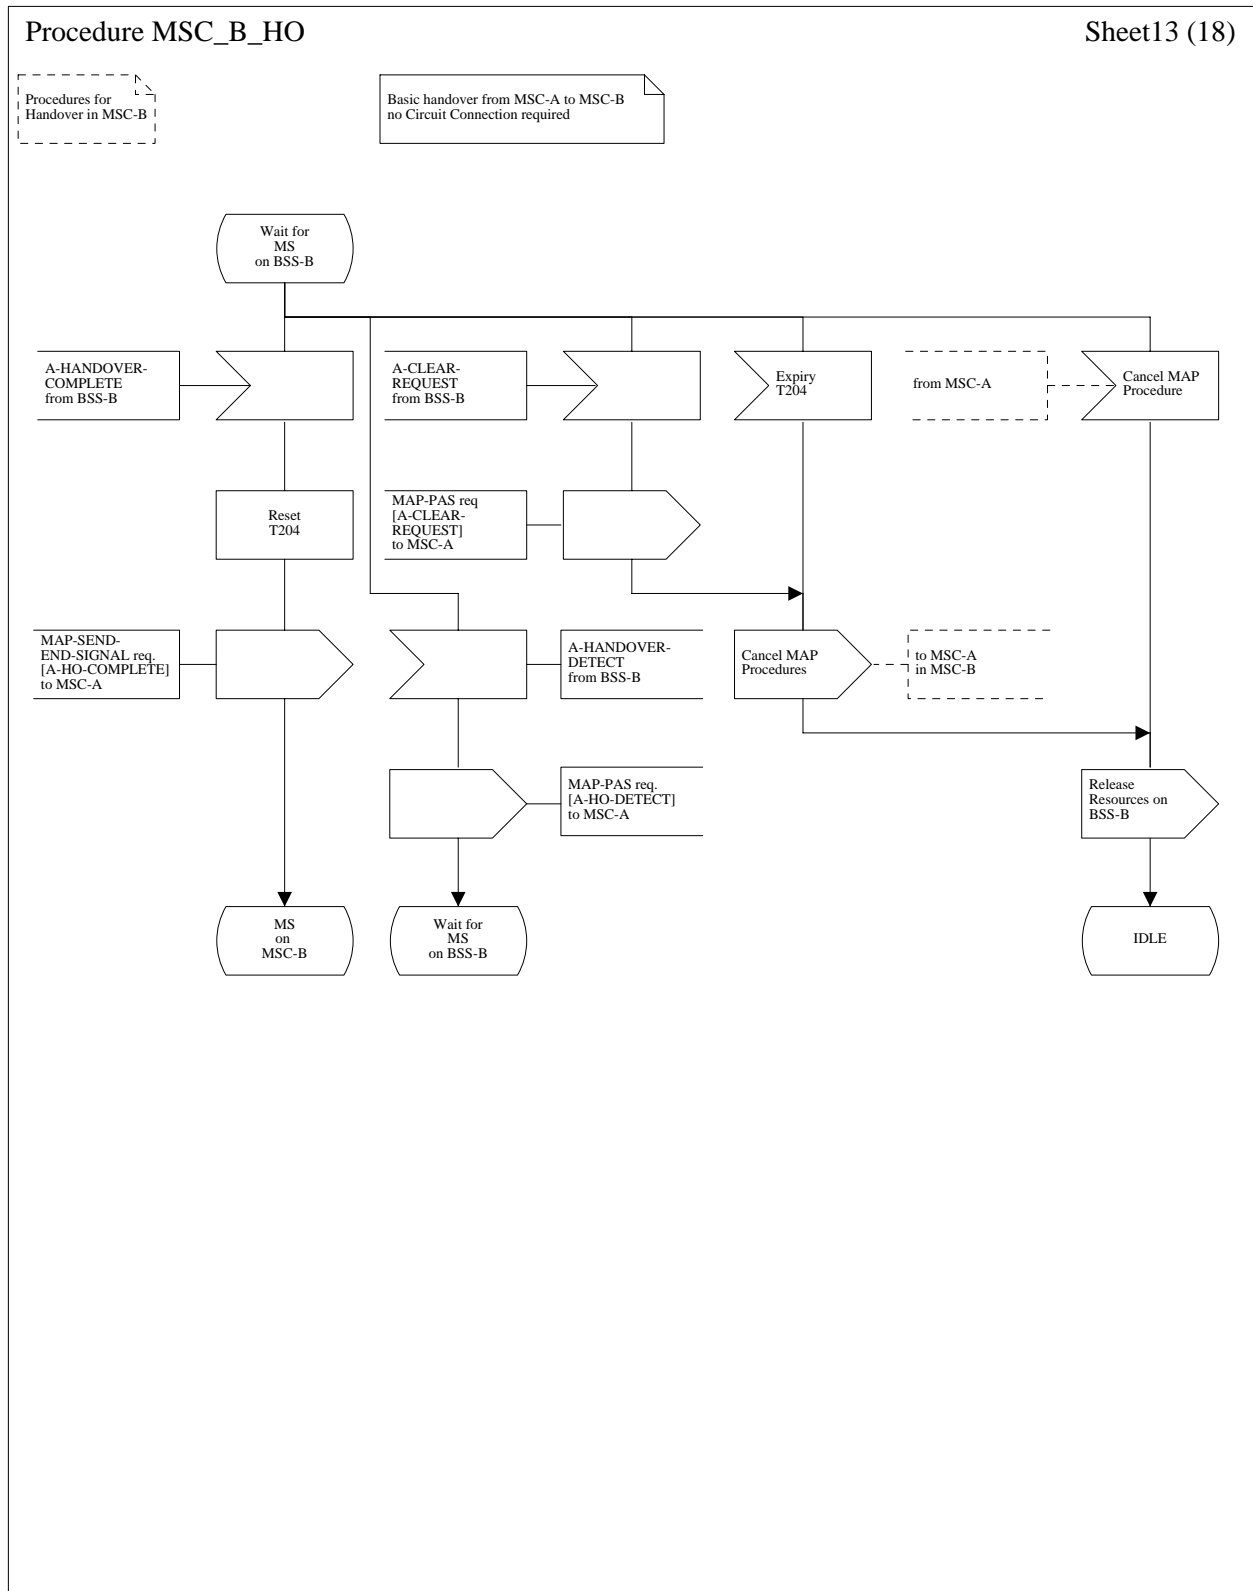 Procedure MSC_B_HO
Sheet13 (18)
Procedures for
Handover in MSC-B
Basic handover from MSC-A to MSC-B
no Circuit Connection required
Wait for
MS
on BSS-B
A-HANDOVER-
COMPLETE
from BSS-B
A-CLEAR-
REQUEST
from BSS-B
Expiry
T204
from MSC-A
Cancel MAP
Procedure
Reset
T204
MAP-PAS req
[A-CLEAR-
REQUEST]
to MSC-A
MAP-SEND-
END-SIGNAL req.
[A-HO-COMPLETE]
to MSC-A
A-HANDOVER-
DETECT
from BSS-B
Cancel MAP
Procedures
to MSC-A
in MSC-B
MAP-PAS req.
[A-HO-DETECT]
to MSC-A
Release
Resources on
BSS-B
MS
on
MSC-B
Wait for
MS
on BSS-B
IDLE